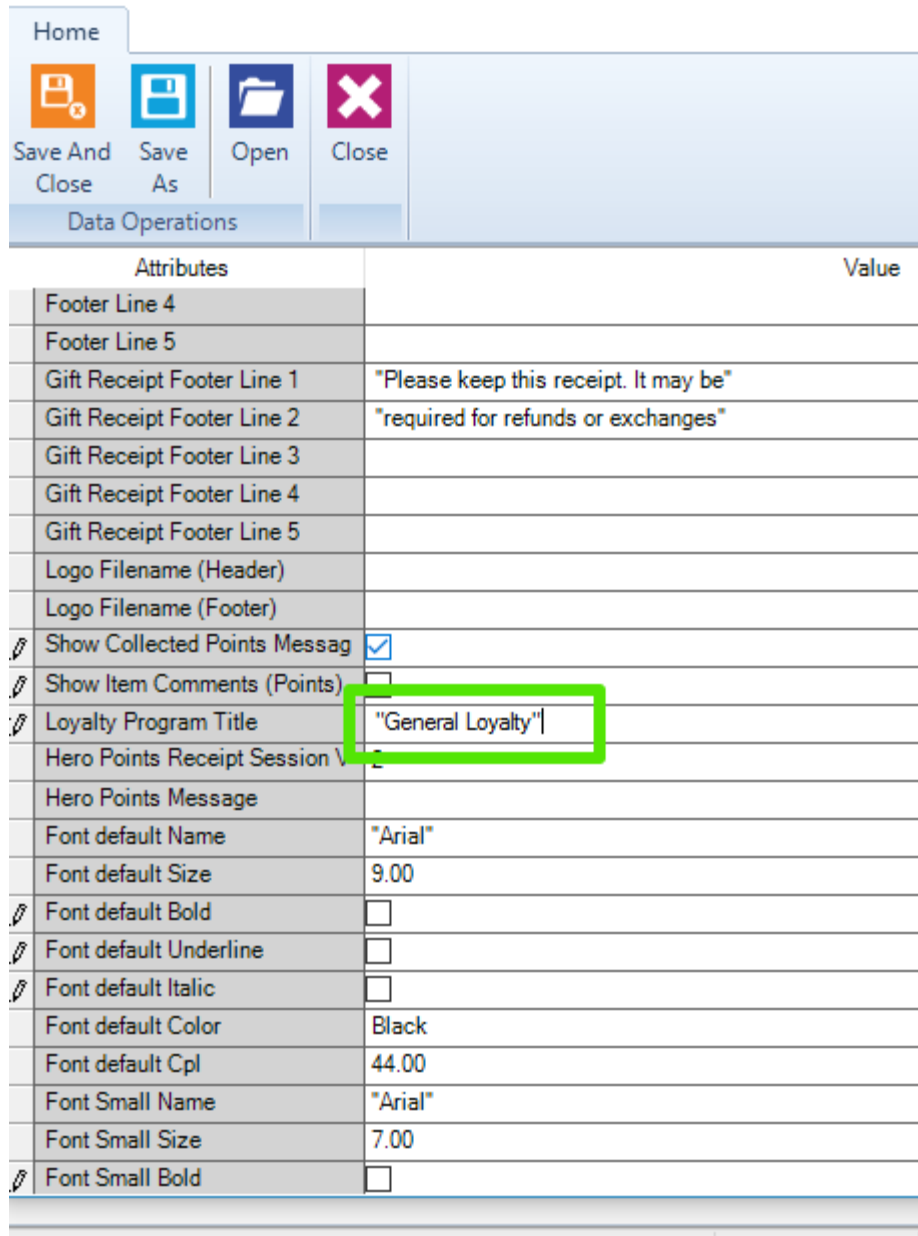 Home
Save And Close
Save As
Open
Close
Data Operations
Attributes Value
Footer Line 4
Footer Line 5
Gift Receipt Footer Line 1 "Please keep this receipt. It may be"
Gift Receipt Footer Line 2 "required for refunds or exchanges"
Gift Receipt Footer Line 3
Gift Receipt Footer Line 4
Gift Receipt Footer Line 5
Logo Filename (Header)
Logo Filename (Footer)
Show Collected Points Messag
Show Item Comments (Points)
Loyalty Program Title "General Loyalty"
Hero Points Receipt Session V 2
Hero Points Message
Font default Name "Arial"
Font default Size 9.00
Font default Bold
Font default Underline
Font default Italic
Font default Color Black
Font default Cpl 44.00
Font Small Name "Arial"
Font Small Size 7.00
Font Small Bold